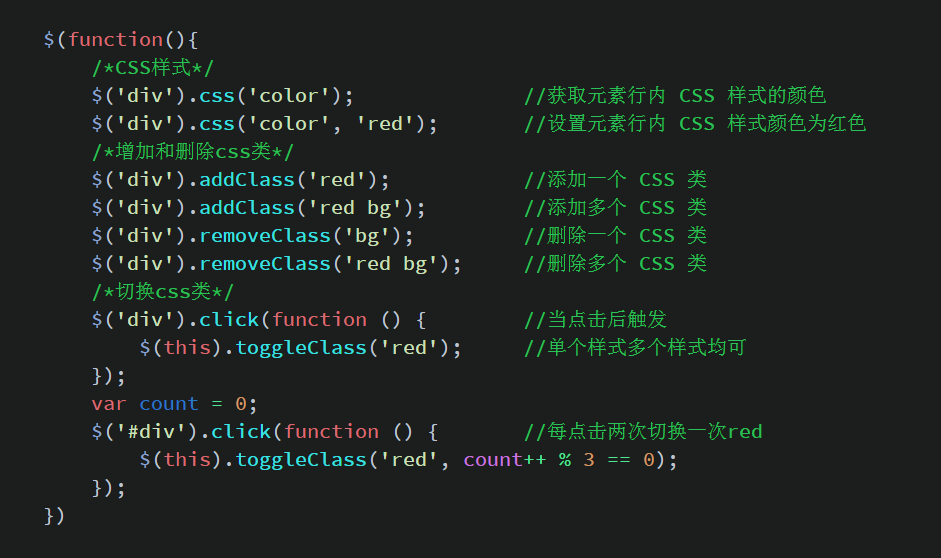 $(function(){
    /*CSS样式*/
    $('div').css('color');              //获取元素行内 CSS 样式的颜色
    $('div').css('color', 'red');       //设置元素行内 CSS 样式颜色为红色
    /*增加和删除css类*/
    $('div').addClass('red');           //添加一个 CSS 类
    $('div').addClass('red bg');        //添加多个 CSS 类
    $('div').removeClass('bg');         //删除一个 CSS 类
    $('div').removeClass('red bg');     //删除多个 CSS 类
    /*切换css类*/
    $('div').click(function () {        //当点击后触发
        $(this).toggleClass('red');     //单个样式多个样式均可
    });
    var count = 0;
    $('#div').click(function () {       //每点击两次切换一次red
        $(this).toggleClass('red', count++ % 3 == 0);
    });
})